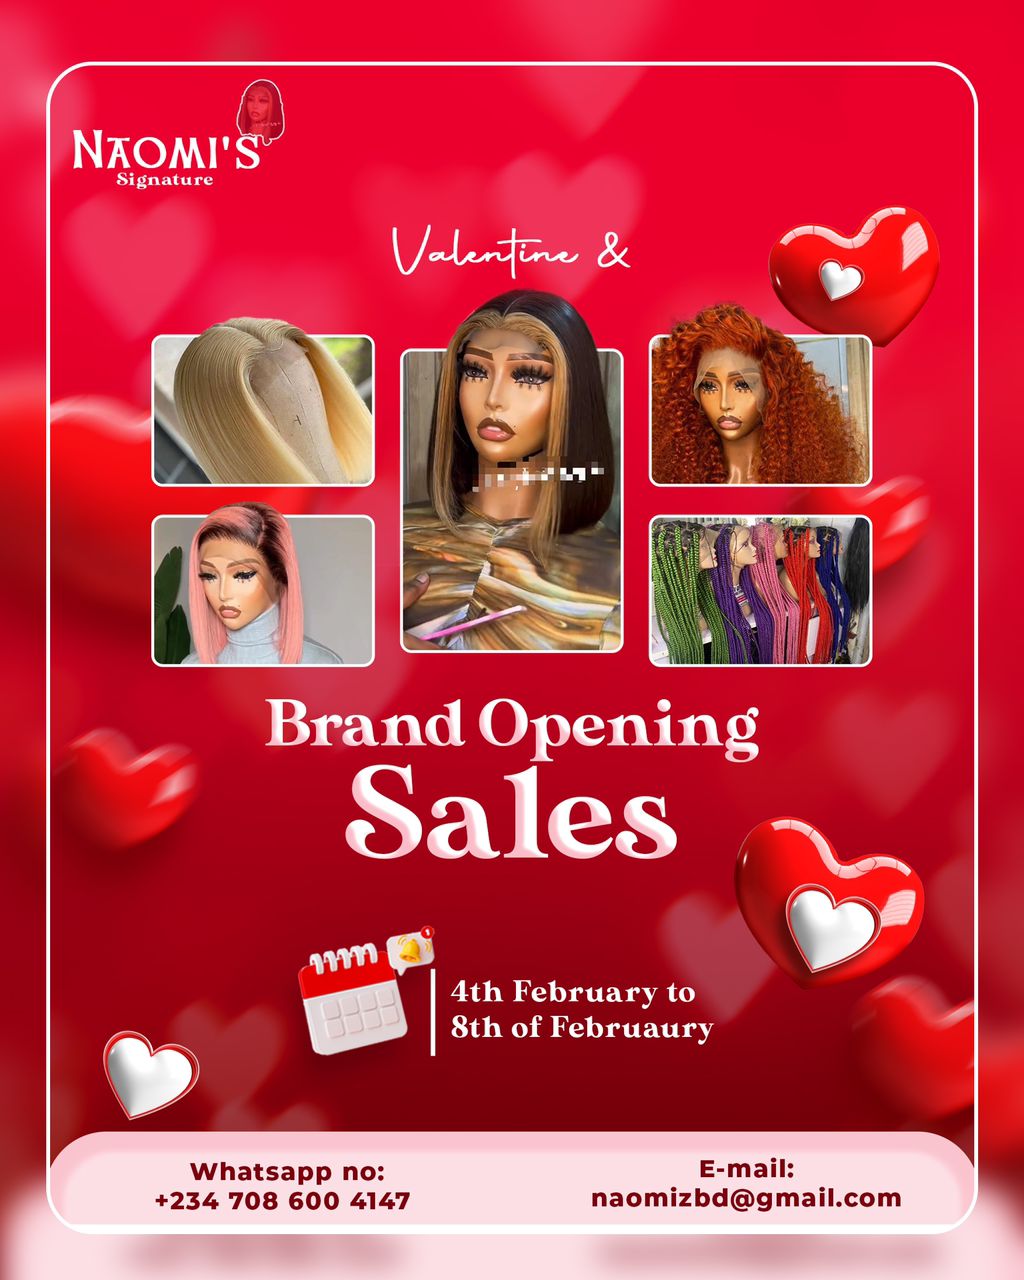 NAOMI'S
Signature
Valentine &
Brand Opening
Sales
1
4th February to
8th of Februaury
Whatsapp no:
+234 708 600 4147
E-mail:
naomizbd@gmail.com